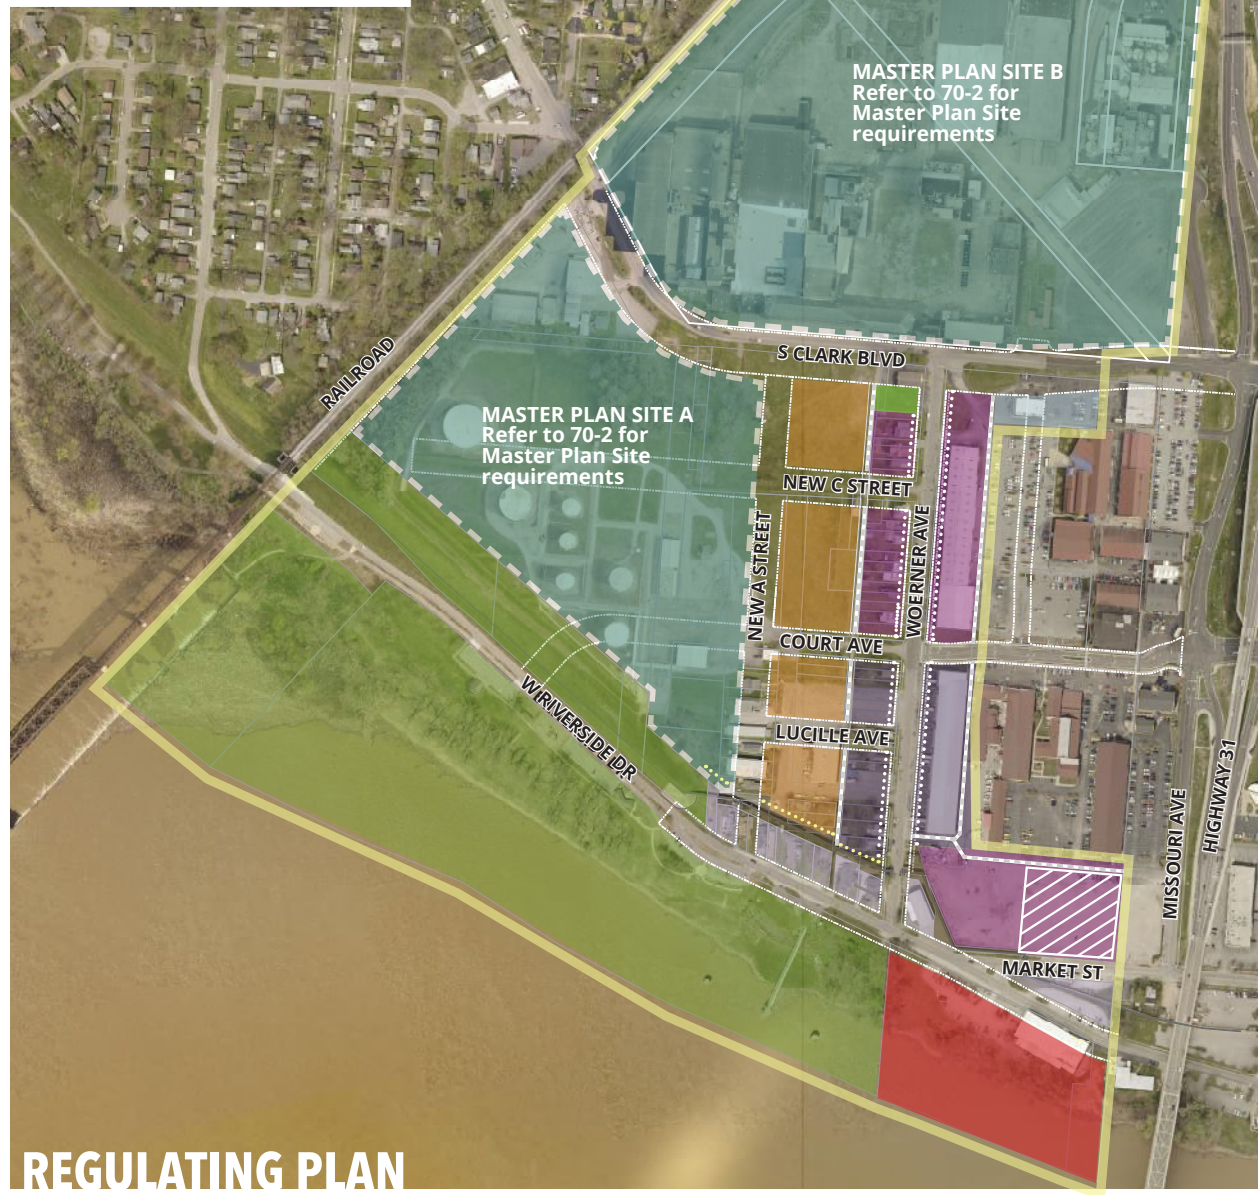 MASTER PLAN SITE B
Refer to 70-2 for
Master Plan Site
requirements
RAILROAD
S CLARK BLVD
MASTER PLAN SITE A
Refer to 70-2 for
Master Plan Site
requirements
NEW C STREET
NEW A STREET
WOERNER AVE
COURT AVE
W RIVERSIDE DR
LUCILLE AVE
HIGHWAY 31
MISSOURI AVE
MARKET ST
REGULATING PLAN